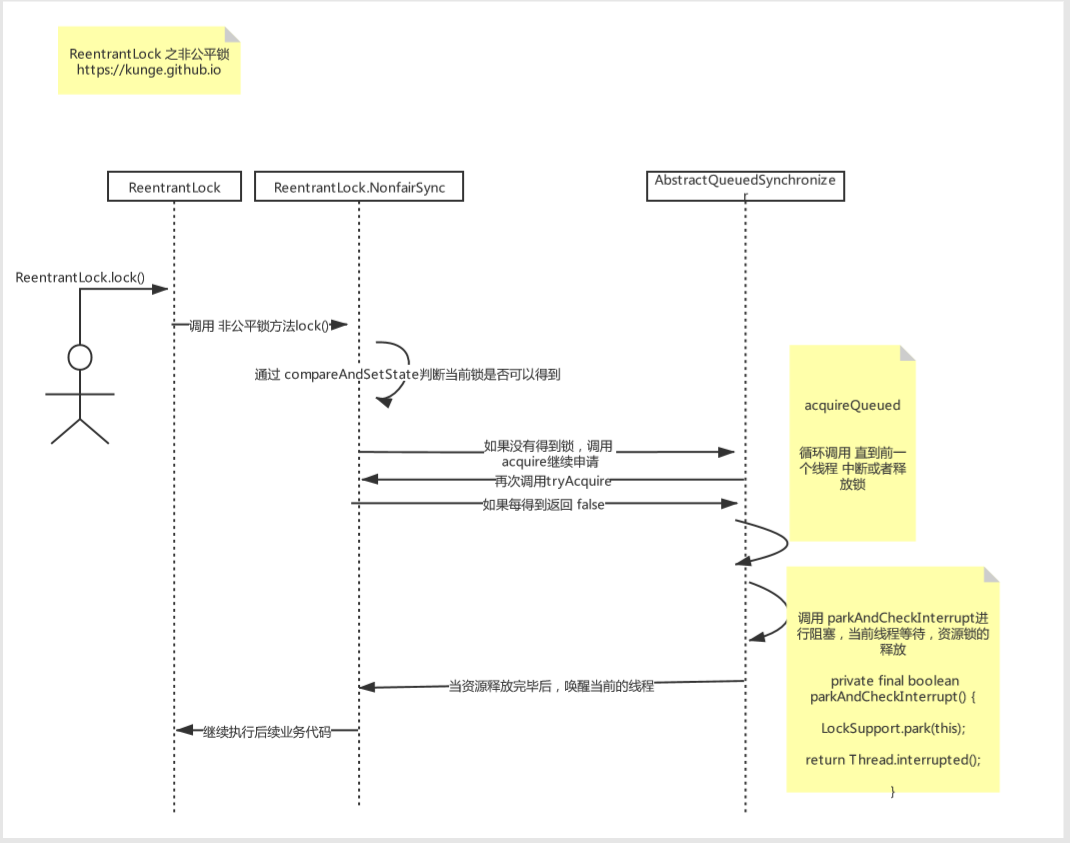 ReentrantLock 之非公平锁
https://kunge.github.io
ReentrantLock
ReentrantLock.NonfairSync
AbstractQueuedSynchronize
r
ReentrantLock.lock()
调用 非公平锁方法lock()
通过 compareAndSetState判断当前锁是否可以得到
如果没有得到锁，调用
acquire继续申请
再次调用tryAcquire
如果每得到返回 false
acquireQueued
循环调用 直到前一
个线程 中断或者释
放锁
调用 parkAndCheckInterrupt进
行阻塞，当前线程等待，资源锁的
释放
private final boolean
parkAndCheckInterrupt() {
LockSupport.park(this);
return Thread.interrupted();
}
当资源释放完毕后，唤醒当前的线程
继续执行后续业务代码